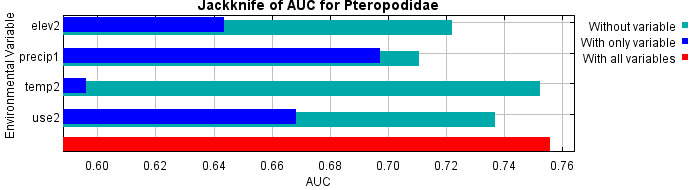 Jackknife of AUC for Pteropodidae
Environmental Variable
elev2
precip1
temp2
use2
0.60 0.62 0.64 0.66 0.68 0.70 0.72 0.74 0.76
AUC
Without variable
With only variable
With all variables